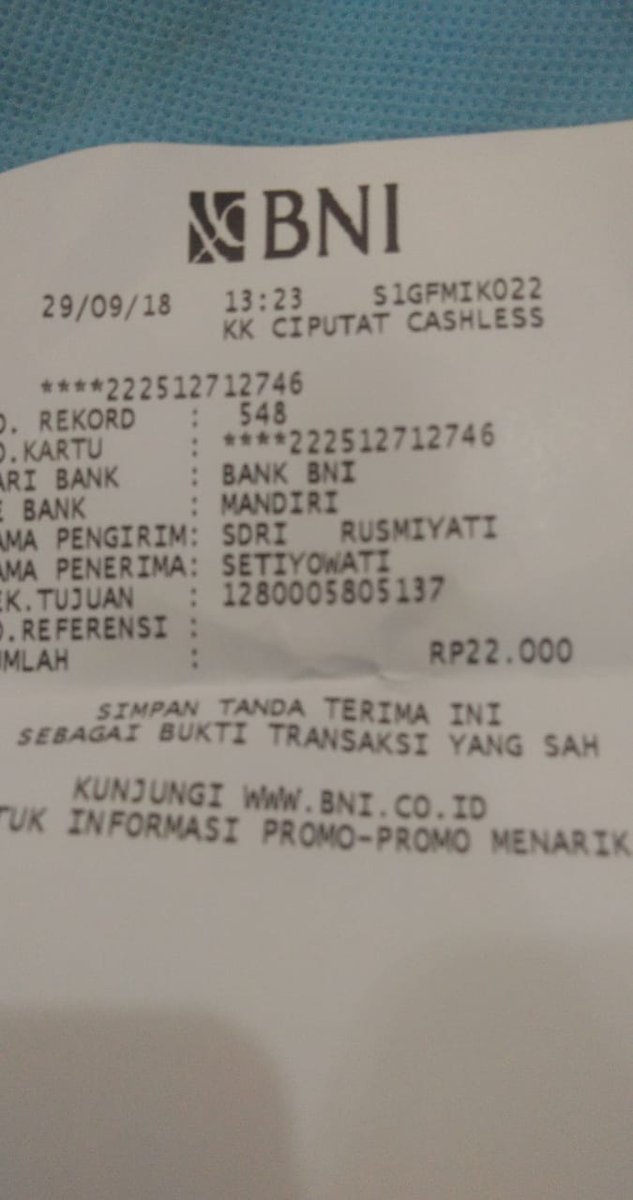 BNI
29/09/18 13:23 S1GFMIK022
KK CIPUTAT CASHLESS
****222512712746
O. REKORD : 548
O.KARTU : ****222512712746
ARI BANK : BANK BNI
E BANK : MANDIRI
AMA PENGIRIM: SDRI RUSMIYATI
AMA PENERIMA: SETIYOWATI
EK.TUJUAN : 1280005805137
O.REFERENSI :
UMLAH : RP22.000
SIMPAN TANDA TERIMA INI
SEBAGAI BUKTI TRANSAKSI YANG SAH
KUNJUNGI WWW.BNI.CO.ID
TUK INFORMASI PROMO-PROMO MENARIK